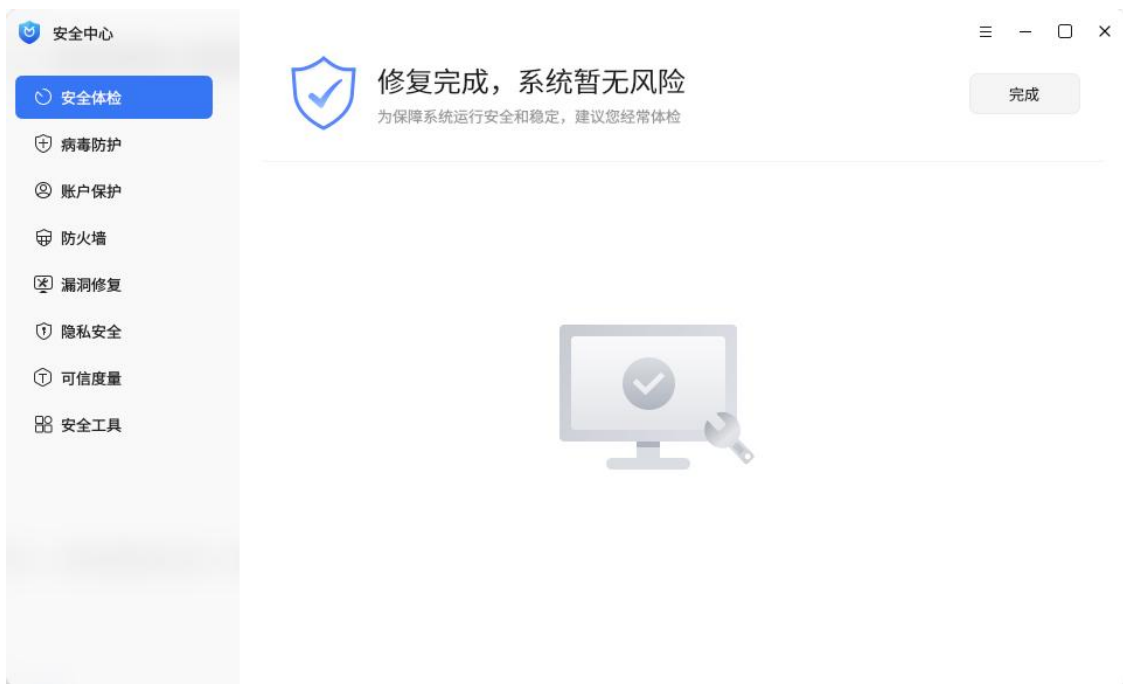 安全中心
安全体检
病毒防护
账户保护
防火墙
漏洞修复
隐私安全
可信度量
安全工具
修复完成，系统暂无风险
为保障系统运行安全和稳定，建议您经常体检
完成